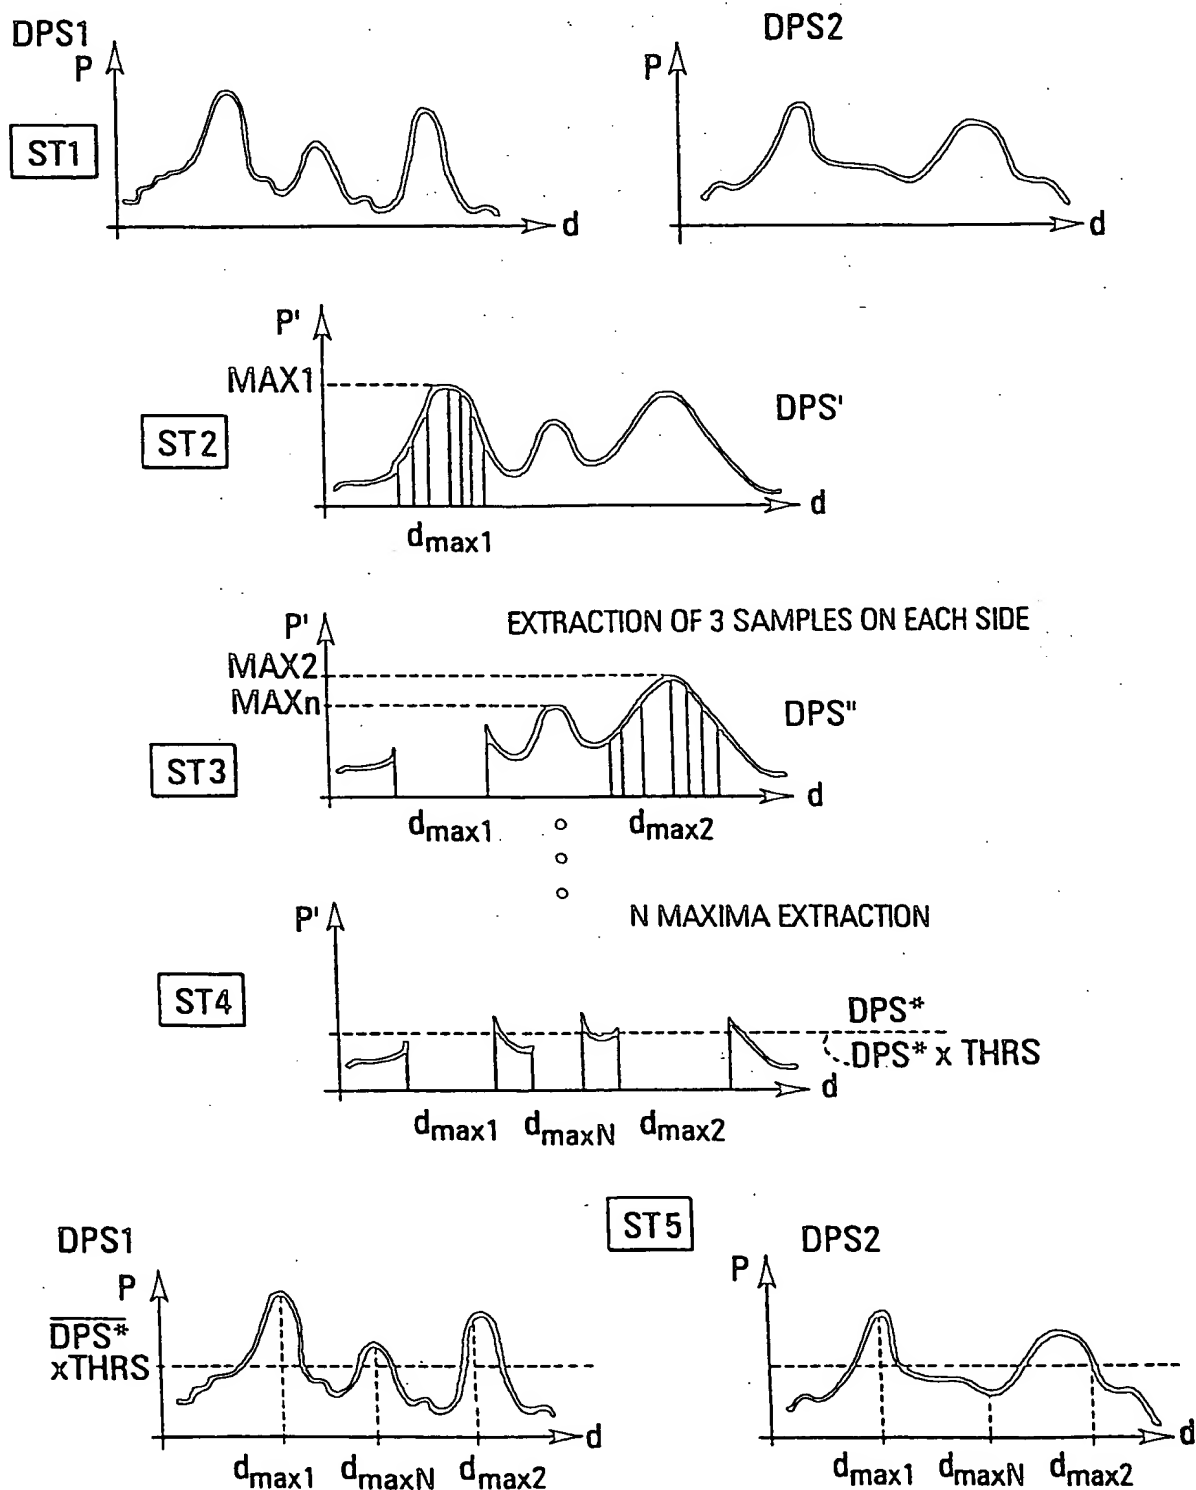 DPS1
P
ST1
d
DPS2
P
d
P'
MAX1
ST2
DPS'
d
dmax1
P'
EXTRACTION OF 3 SAMPLES ON EACH SIDE
MAX2
MAXn
DPS"
ST3
d
dmax1
dmax2
P'
N MAXIMA EXTRACTION
ST4
DPS*
DPS* x THRS
d
dmax1
dmaxN
dmax2
ST5
DPS1
P
DPS*
xTHRS
d
dmax1
dmaxN
dmax2
DPS2
P
d
dmax1
dmaxN
dmax2